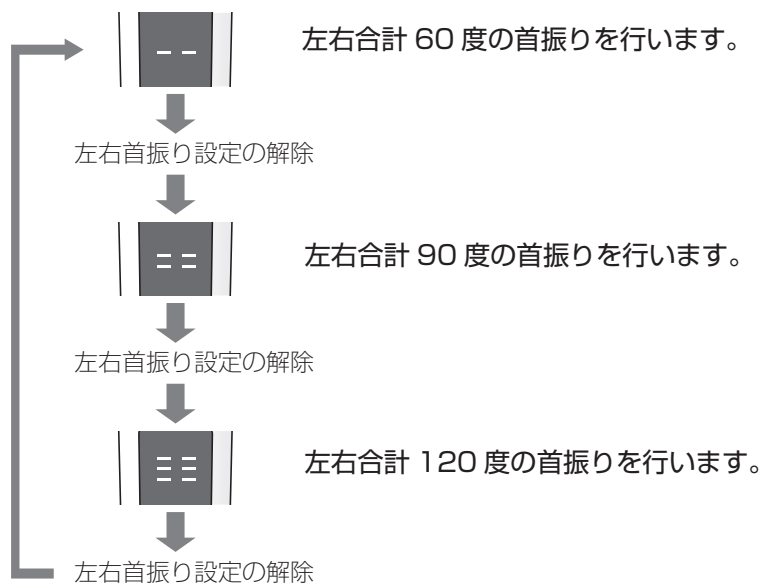 左右合計 60 度の首振りを行います。
左右首振り設定の解除
左右合計 90 度の首振りを行います。
左右首振り設定の解除
左右合計 120 度の首振りを行います。
左右首振り設定の解除